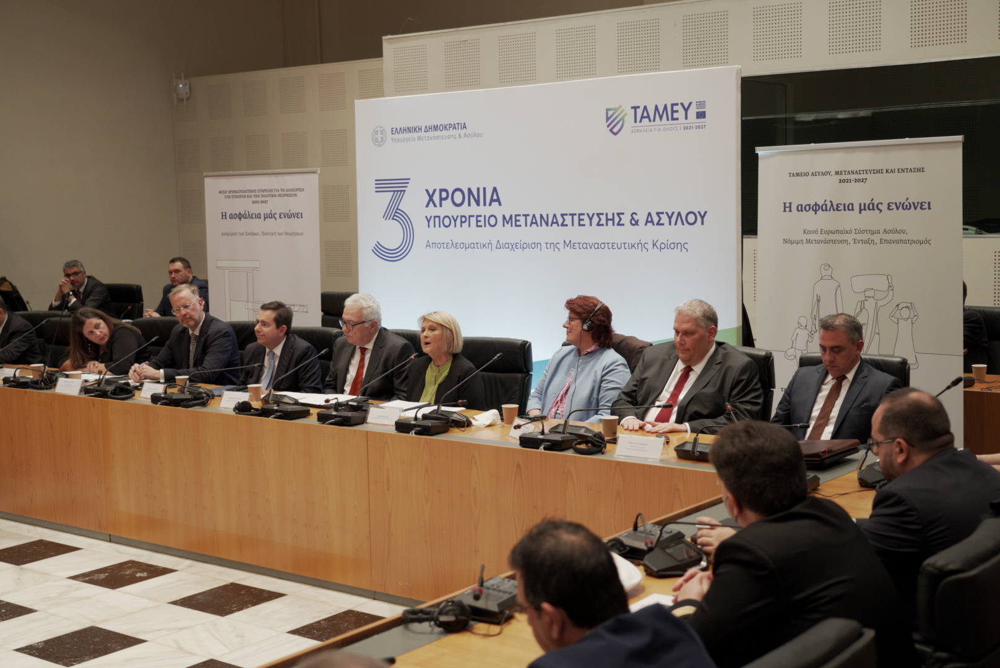 ΕΛΛΗΝΙΚΗ ΔΗΜΟΚΡΑΤΙΑ
Υπουργείο Μετανάστευσης & Ασύλου
TAMEY
ΑΣΦΑΛΕΙΑ ΓΙΑ ΟΛΟΥΣ | 2021-2027
3 ΧΡΟΝΙΑ
ΥΠΟΥΡΓΕΙΟ ΜΕΤΑΝΑΣΤΕΥΣΗΣ & ΑΣΥΛΟΥ
Αποτελεσματική Διαχείριση της Μεταναστευτικής Κρίσης
ΜΕΣΟ ΧΡΗΜΑΤΟΔΟΤΙΚΗΣ ΣΤΗΡΙΞΗΣ ΓΙΑ ΤΗ ΔΙΑΧΕΙΡΙΣΗ
ΤΩΝ ΣΥΝΟΡΩΝ ΚΑΙ ΤΗΝ ΠΟΛΙΤΙΚΗ ΘΕΩΡΗΣΕΩΝ
2021-2027
Η ασφάλεια μάς ενώνει
Διαχείριση των Συνόρων, Πολιτική των Θεωρήσεων
ΤΑΜΕΙΟ ΑΣΥΛΟΥ, ΜΕΤΑΝΑΣΤΕΥΣΗΣ ΚΑΙ ΕΝΤΑΞΗΣ
2021-2027
Η ασφάλεια μάς ενώνει
Κοινό Ευρωπαϊκό Σύστημα Ασύλου,
Νόμιμη Μετανάστευση, Ένταξη, Επαναπατρισμός